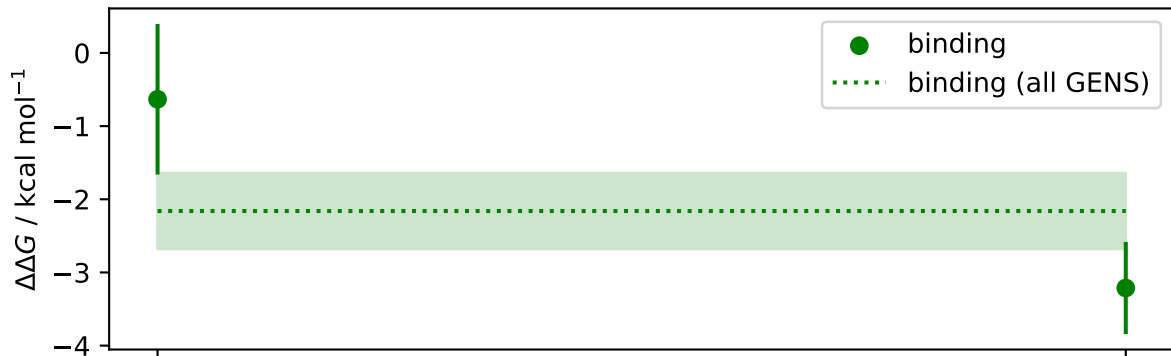 binding
binding (all GENS)
0
−1
−2
−3
−4
ΔΔG / kcal mol⁻¹